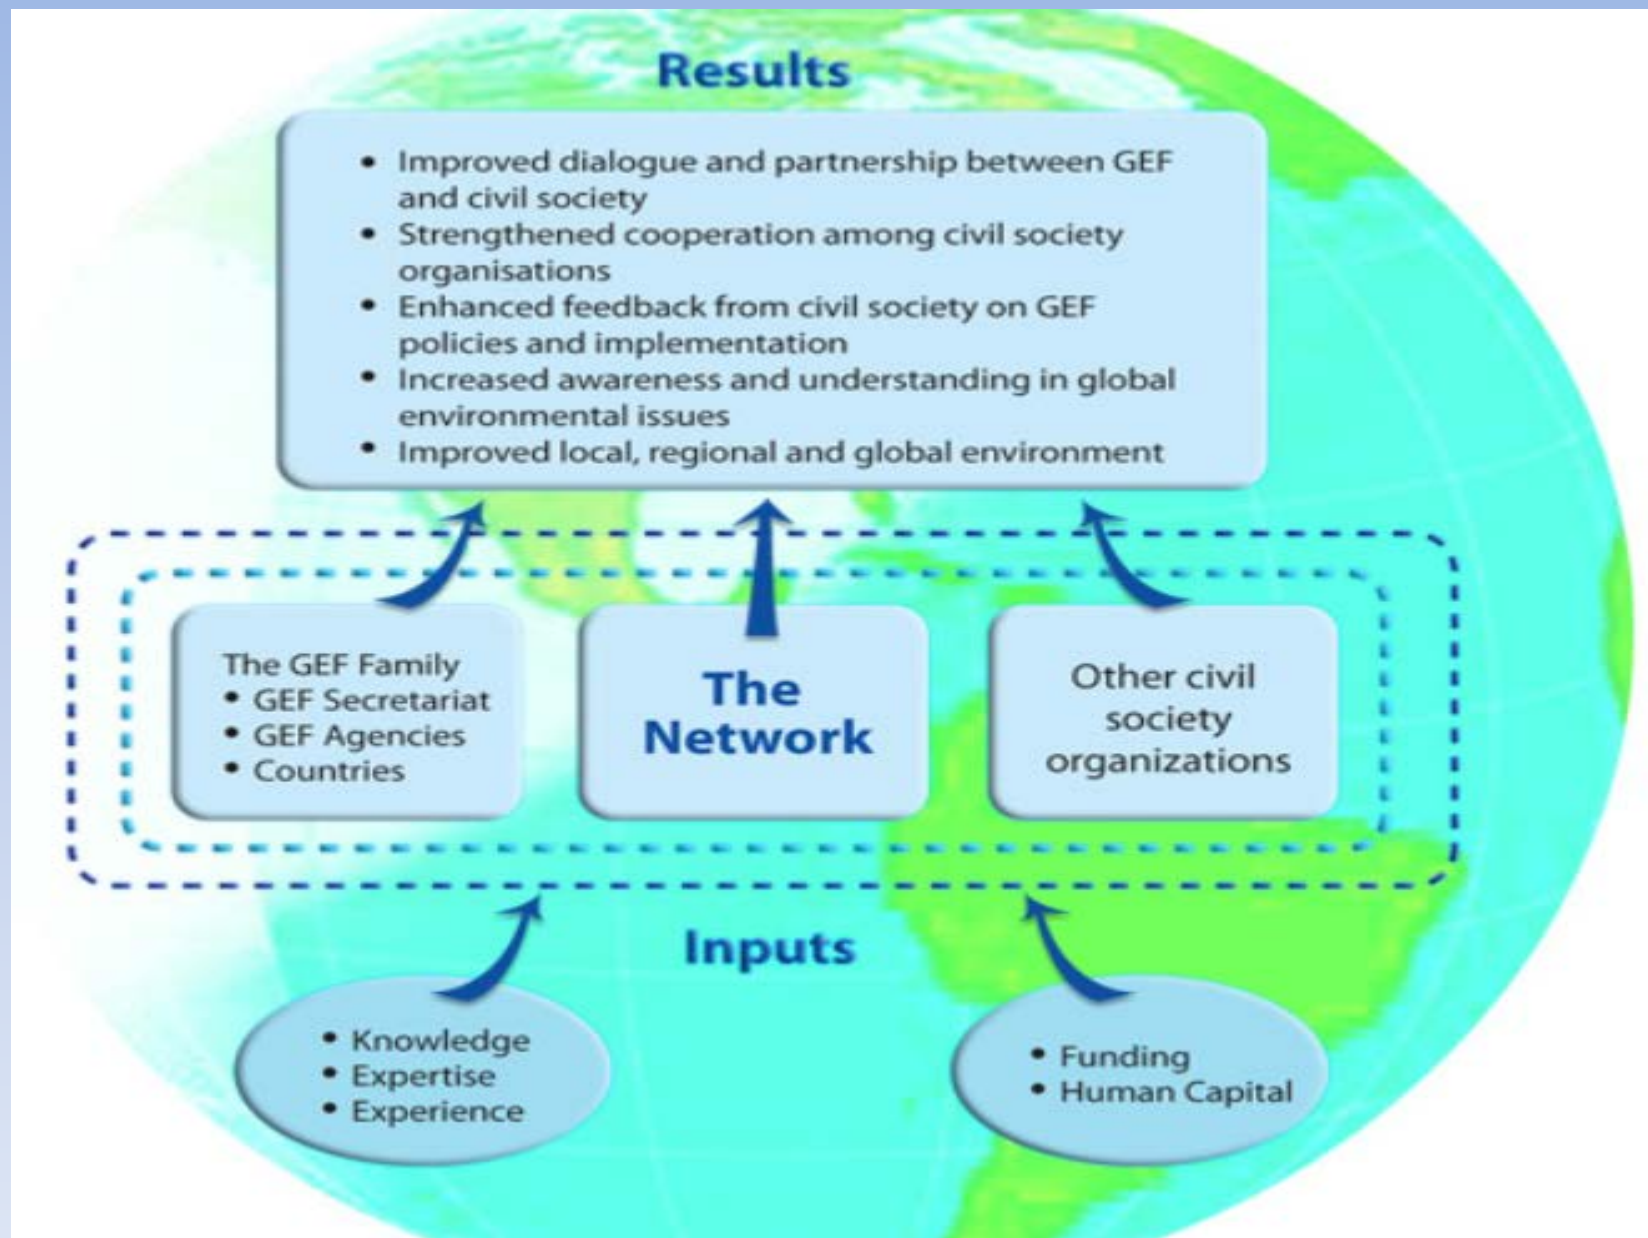 Results
• Improved dialogue and partnership between GEF
and civil society
• Strengthened cooperation among civil society
organisations
• Enhanced feedback from civil society on GEF
policies and implementation
• Increased awareness and understanding in global
environmental issues
• Improved local, regional and global environment
The GEF Family
• GEF Secretariat
• GEF Agencies
• Countries
The
Network
Other civil
society
organizations
Inputs
• Knowledge
• Expertise
• Experience
• Funding
• Human Capital